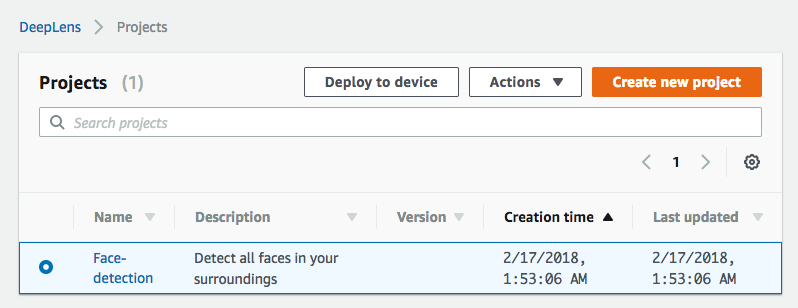 DeepLens > Projects
Projects (1) Deploy to device Actions Create new project
Search projects
1
Name Description Version Creation time Last updated
Face- Detect all faces in your 2/17/2018, 2/17/2018,
detection surroundings 1:53:06 AM 1:53:06 AM